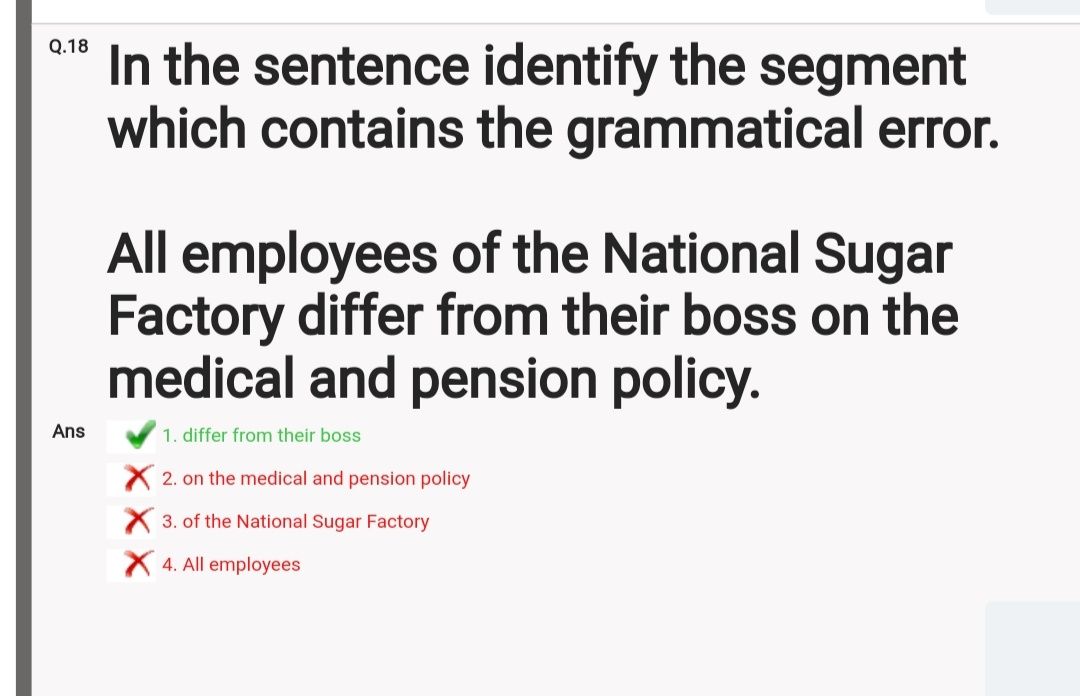 Q.18 In the sentence identify the segment
which contains the grammatical error.
All employees of the National Sugar
Factory differ from their boss on the
medical and pension policy.
Ans 1. differ from their boss
2. on the medical and pension policy
3. of the National Sugar Factory
4. All employees